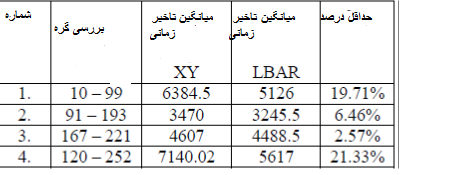 شماره	بررسی گره	میانگین تاخیر زمانی XY	میانگین تاخیر زمانی LBAR	حداقل درصد
1.	10 – 99	6384.5	5126	19.71%
2.	91 – 193	3470	3245.5	6.46%
3.	167 – 221	4607	4488.5	2.57%
4.	120 – 252	7140.02	5617	21.33%